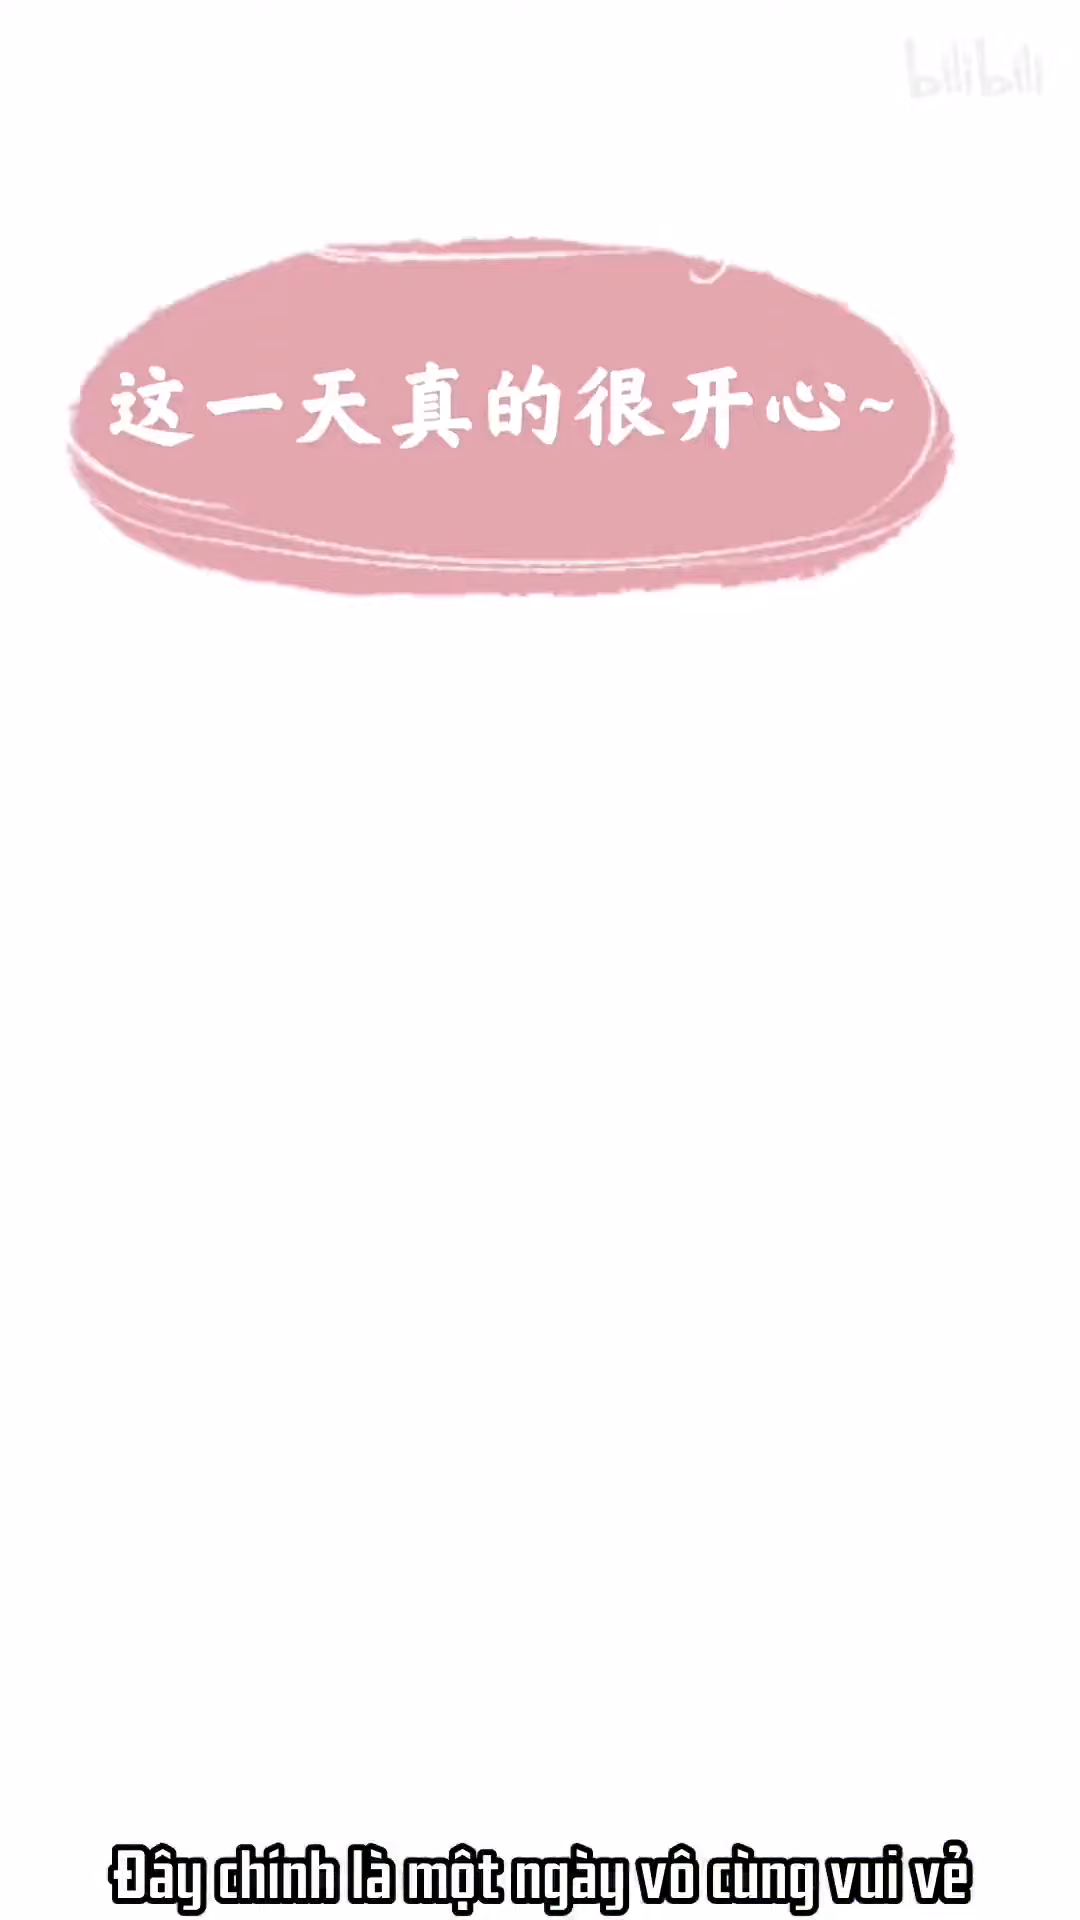 bilibili
这一天真的很开心~
Đây chính là một ngày vô cùng vui vẻ